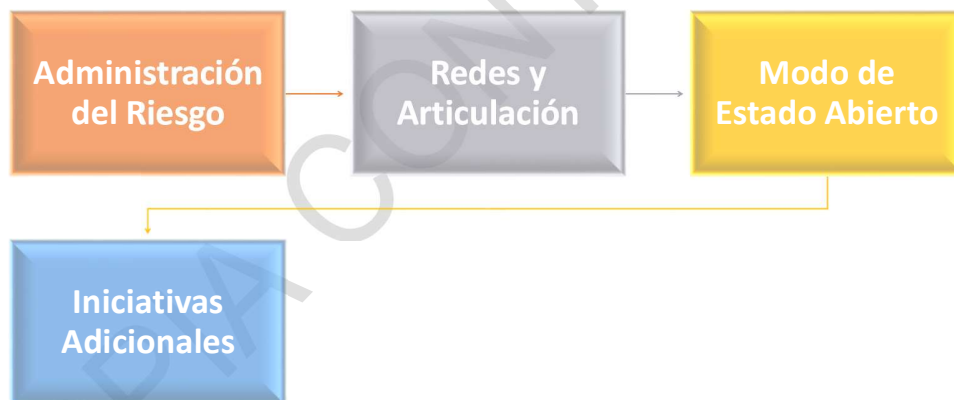 Administración
del Riesgo
Redes y
Articulación
Modo de
Estado Abierto
Iniciativas
Adicionales